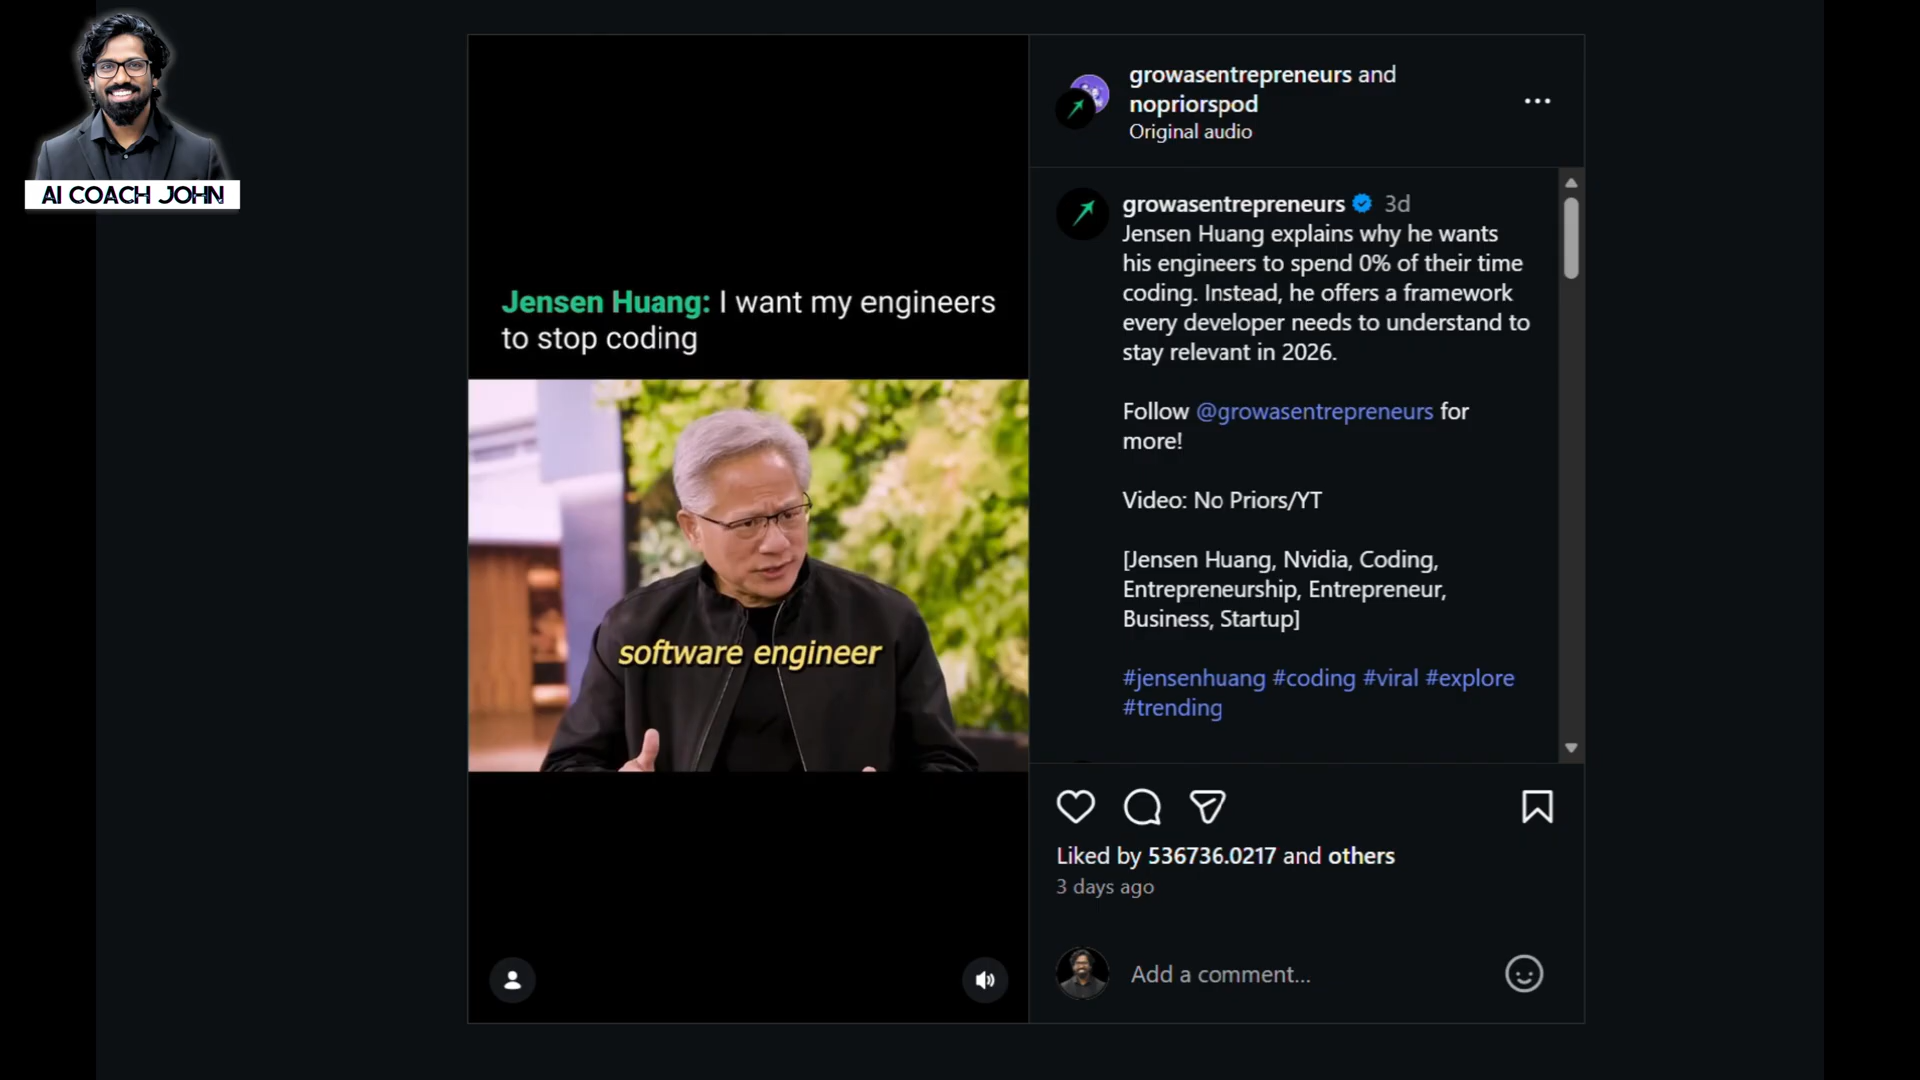 AI COACH JOHN
Jensen Huang: I want my engineers
to stop coding
software engineer
growasentrepreneurs and
nopriorspod
Original audio
growasentrepreneurs 3d
Jensen Huang explains why he wants
his engineers to spend 0% of their time
coding. Instead, he offers a framework
every developer needs to understand to
stay relevant in 2026.
Follow @growasentrepreneurs for
more!
Video: No Priors/YT
[Jensen Huang, Nvidia, Coding,
Entrepreneurship, Entrepreneur,
Business, Startup]
#jensenhuang #coding #viral #explore
#trending
Liked by 536736.0217 and others
3 days ago
Add a comment...